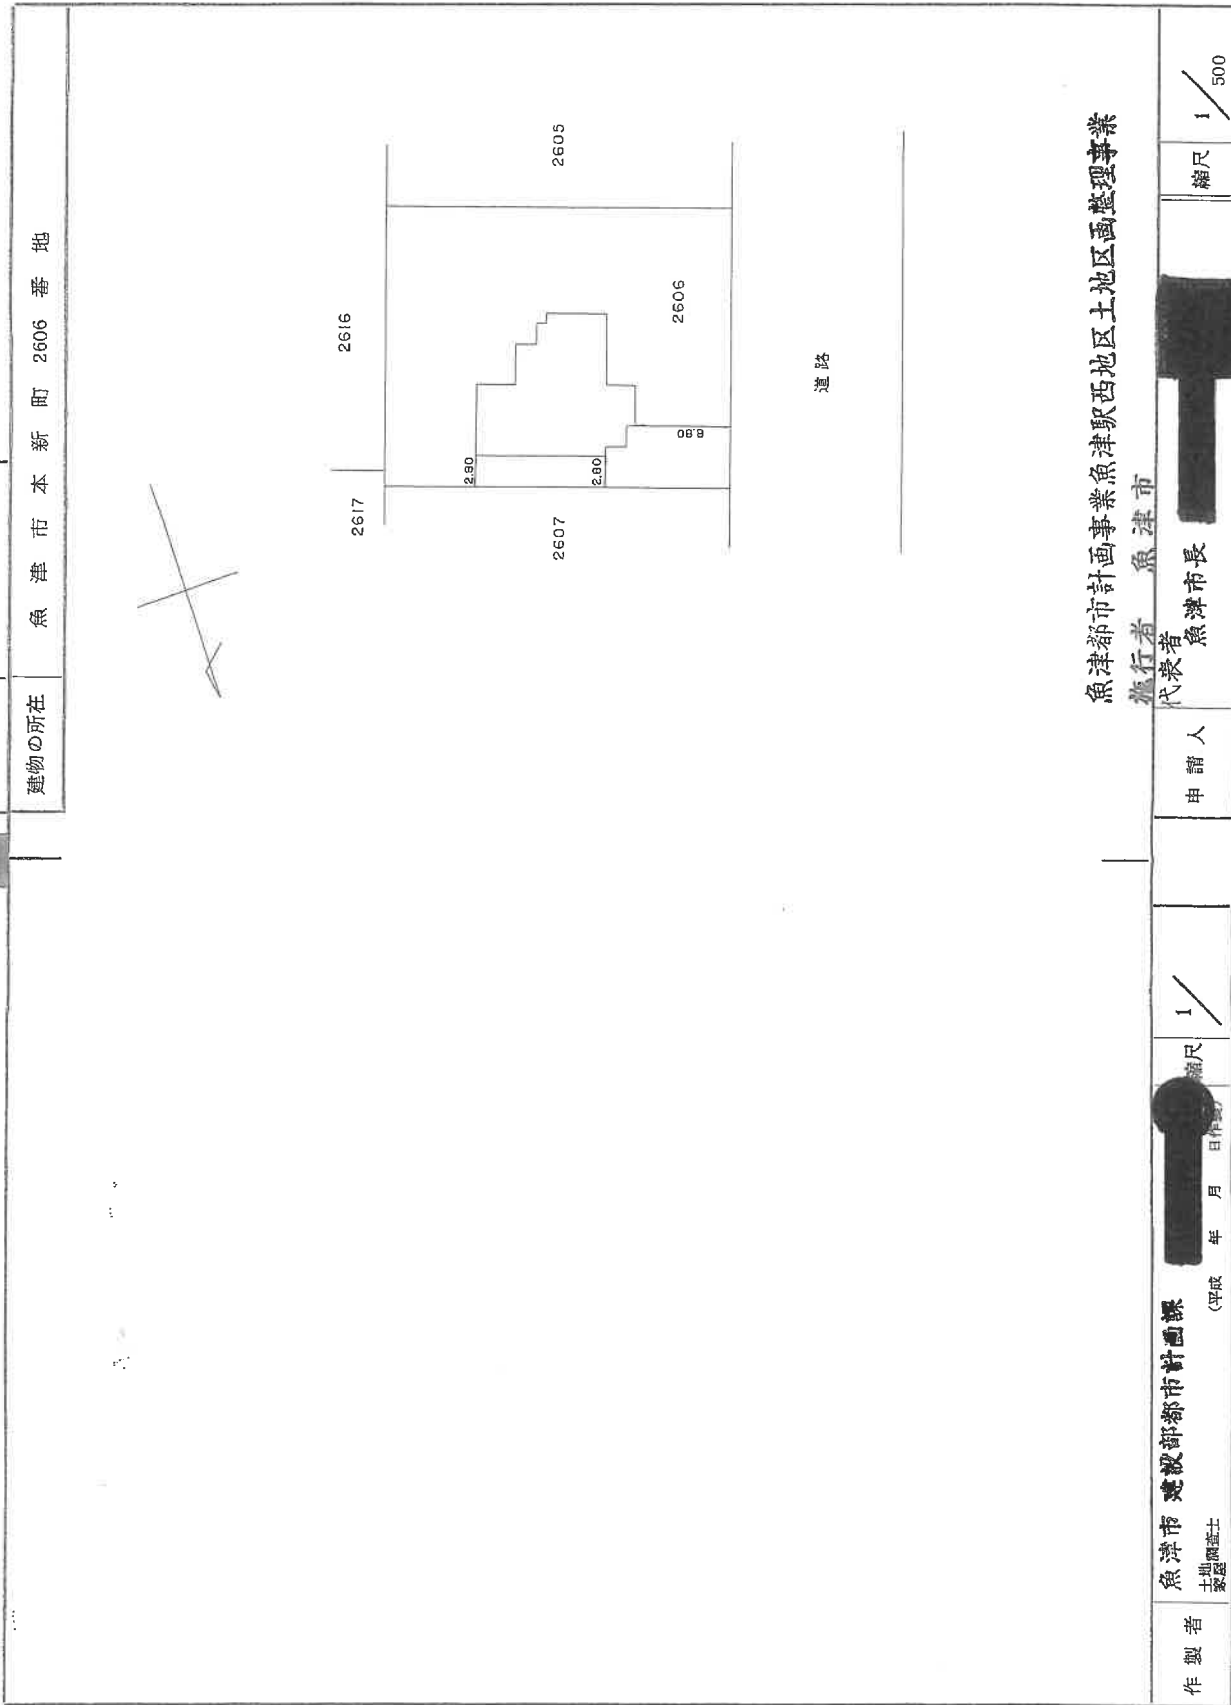 建物の所在
魚津市本新町2606番地
2616
2605
2617
2606
2.90
2.80
8.80
2607
道路
魚津都市計画事業魚津駅西地区土地区画整理事業
施行者 魚津市
申請人
代表者
魚津市長
縮尺
1/500
作製者
魚津市 建設部都市計画課
土地家屋調査士
(平成 年 月 日作製)
縮尺
1/